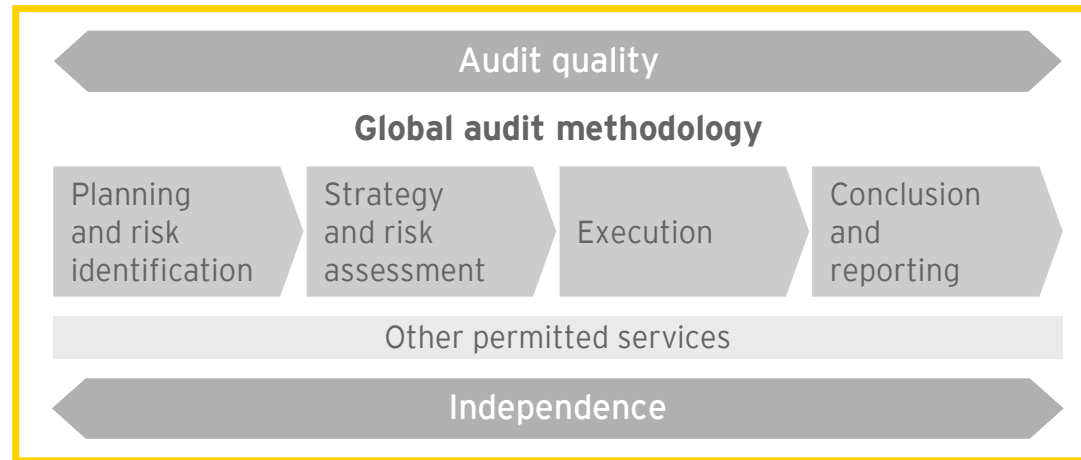 Audit quality
Global audit methodology
Planning
and risk
identification
Strategy
and risk
assessment
Execution
Conclusion
and
reporting
Other permitted services
Independence